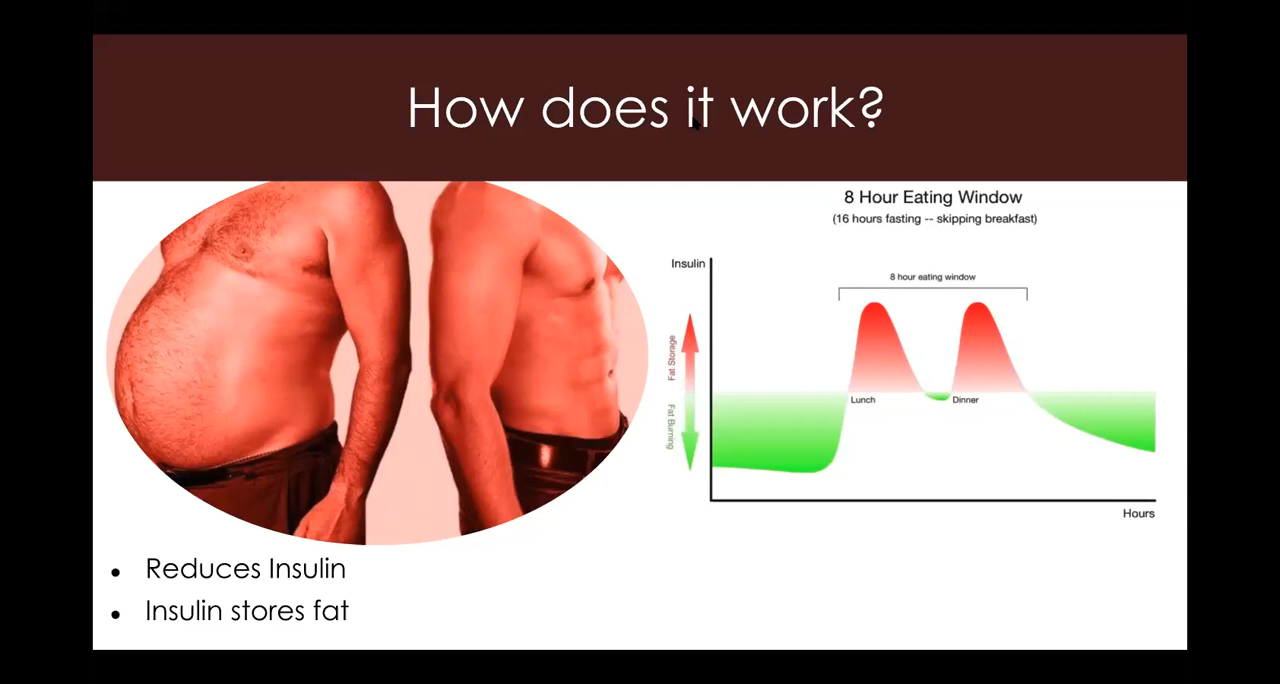 How does it work?
8 Hour Eating Window
(16 hours fasting -- skipping breakfast)
Insulin
8 hour eating window
Fat Storage
Fat Burning
Lunch
Dinner
Hours
• Reduces Insulin
• Insulin stores fat